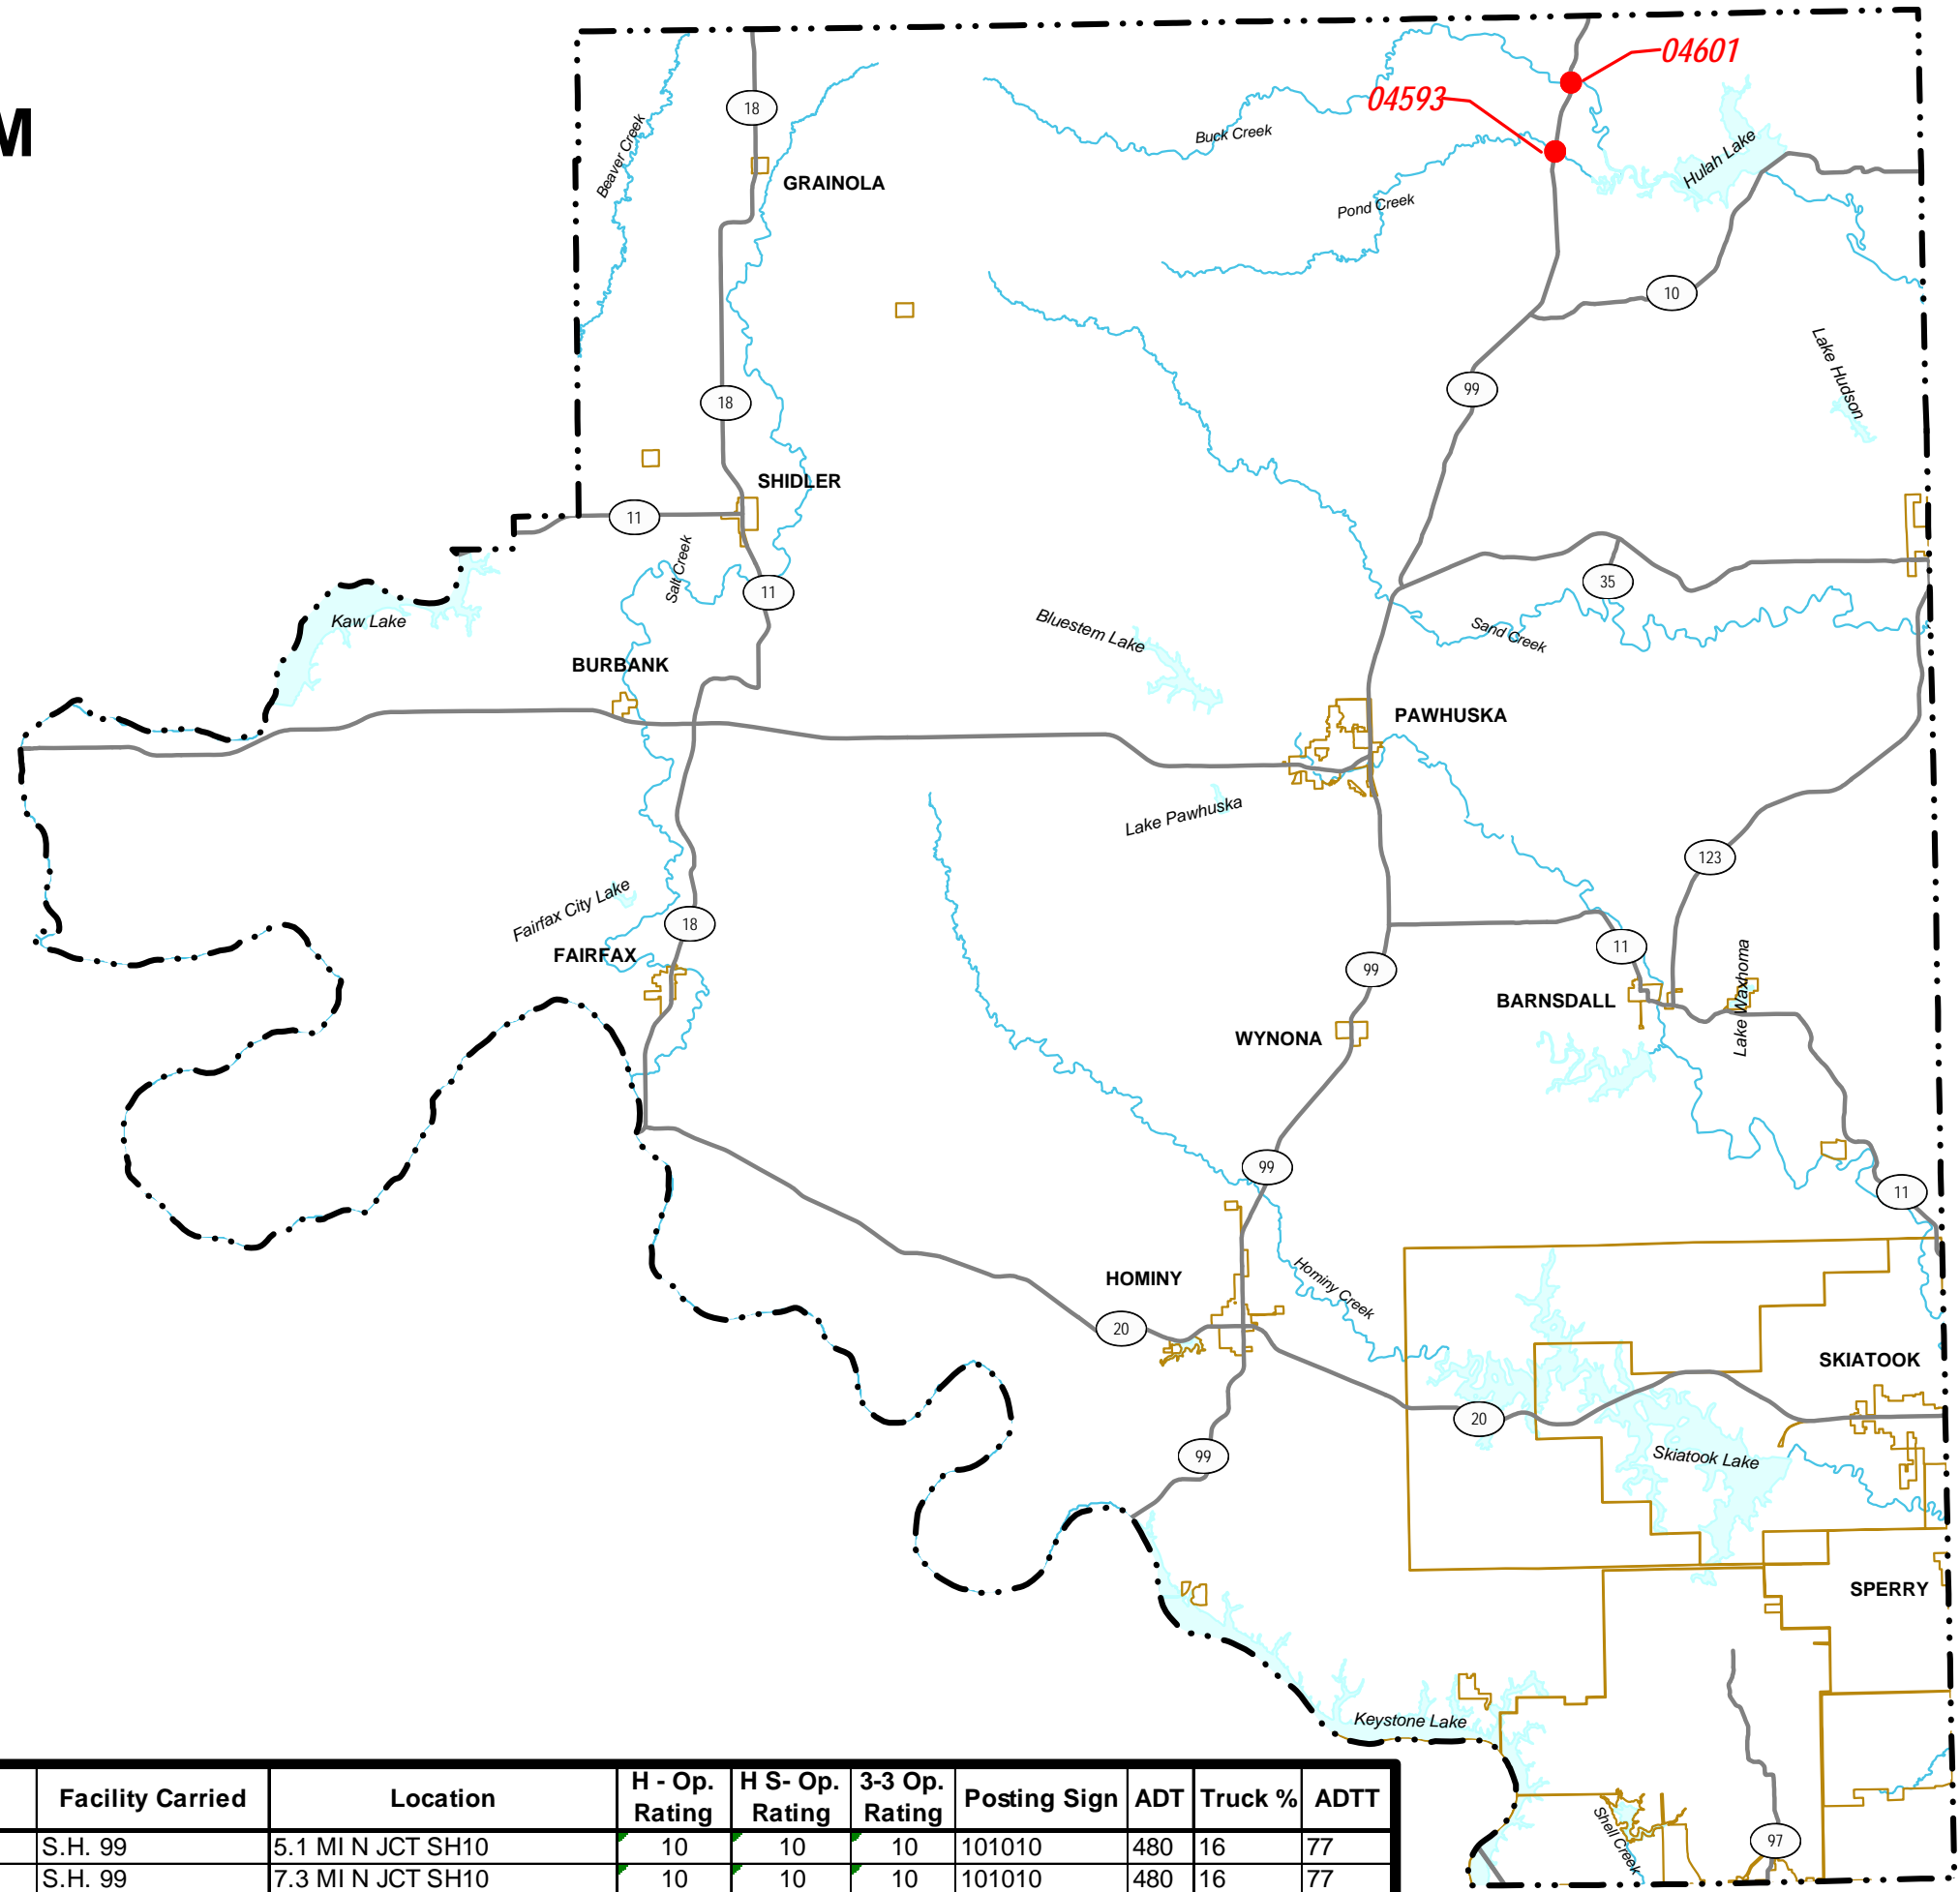 M
04601
04593
18
Beaver Creek
Buck Creek
Hulah Lake
GRAINOLA
Pond Creek
10
Lake Hudson
99
18
SHIDLER
11
Salt Creek
11
35
Kaw Lake
Bluestem Lake
Sand Creek
BURBANK
PAWHUSKA
Lake Pawhuska
123
Fairfax City Lake
18
FAIRFAX
11
99
BARNSDALL
Lake Waxhoma
WYNONA
99
11
HOMINY
Hominy Creek
20
SKIATOOK
20
99
Skiatook Lake
SPERRY
Keystone Lake
Shell Creek
97
Facility Carried Location H - Op. Rating H S- Op. Rating 3-3 Op. Rating Posting Sign ADT Truck % ADTT
S.H. 99 5.1 MI N JCT SH10 10 10 10 101010 480 16 77
S.H. 99 7.3 MI N JCT SH10 10 10 10 101010 480 16 77